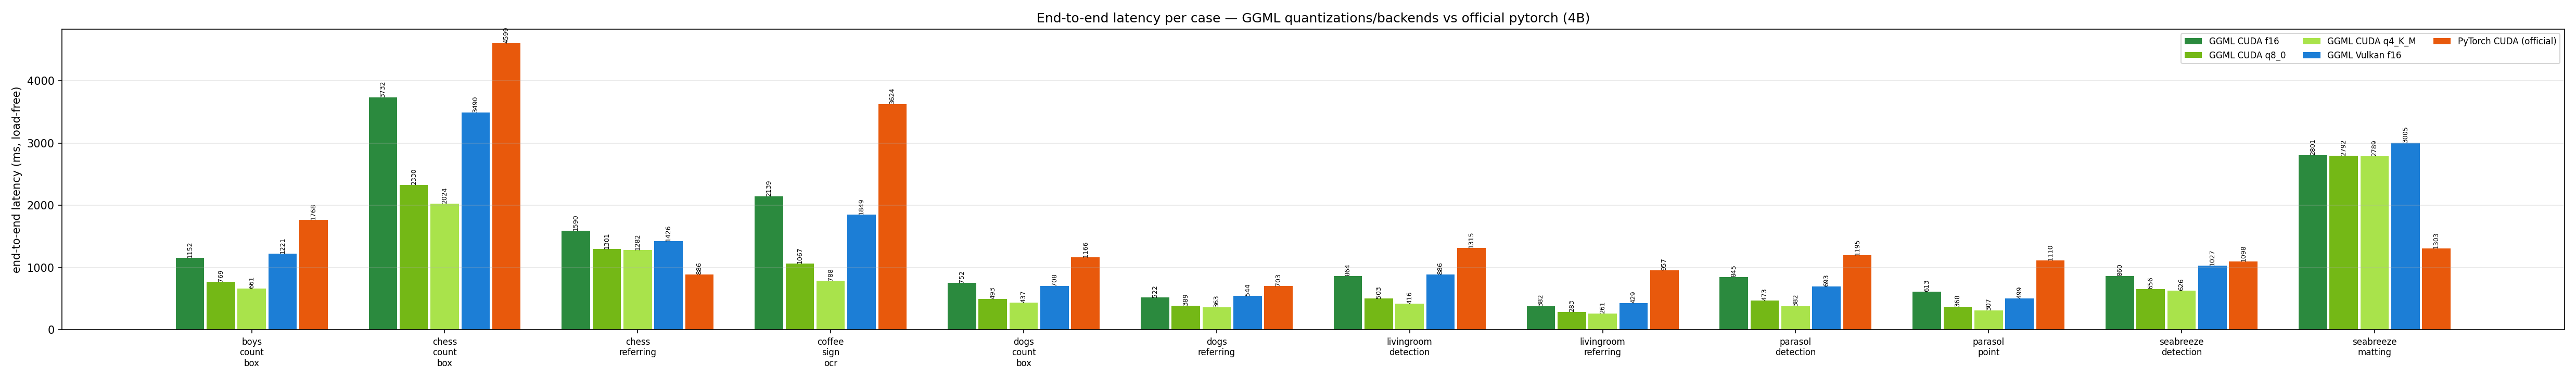 End-to-end latency per case — GGML quantizations/backends vs official pytorch (4B)
GGML CUDA f16
GGML CUDA q8_0
GGML CUDA q4_K_M
GGML Vulkan f16
PyTorch CUDA (official)
end-to-end latency (ms, load-free)
4000
3000
2000
1000
0
1152
769
661
1221
1768
3732
2330
2024
3490
4599
1590
1301
1282
1426
886
2139
1067
788
1849
3624
752
493
437
708
1166
522
389
363
544
703
864
503
416
886
1315
382
283
261
429
957
845
473
382
693
1195
613
368
307
499
1110
860
656
626
1027
1098
2801
2792
2789
3005
1303
boys
count
box
chess
count
box
chess
referring
coffee
sign
ocr
dogs
count
box
dogs
referring
livingroom
detection
livingroom
referring
parasol
detection
parasol
point
seabreeze
detection
seabreeze
matting